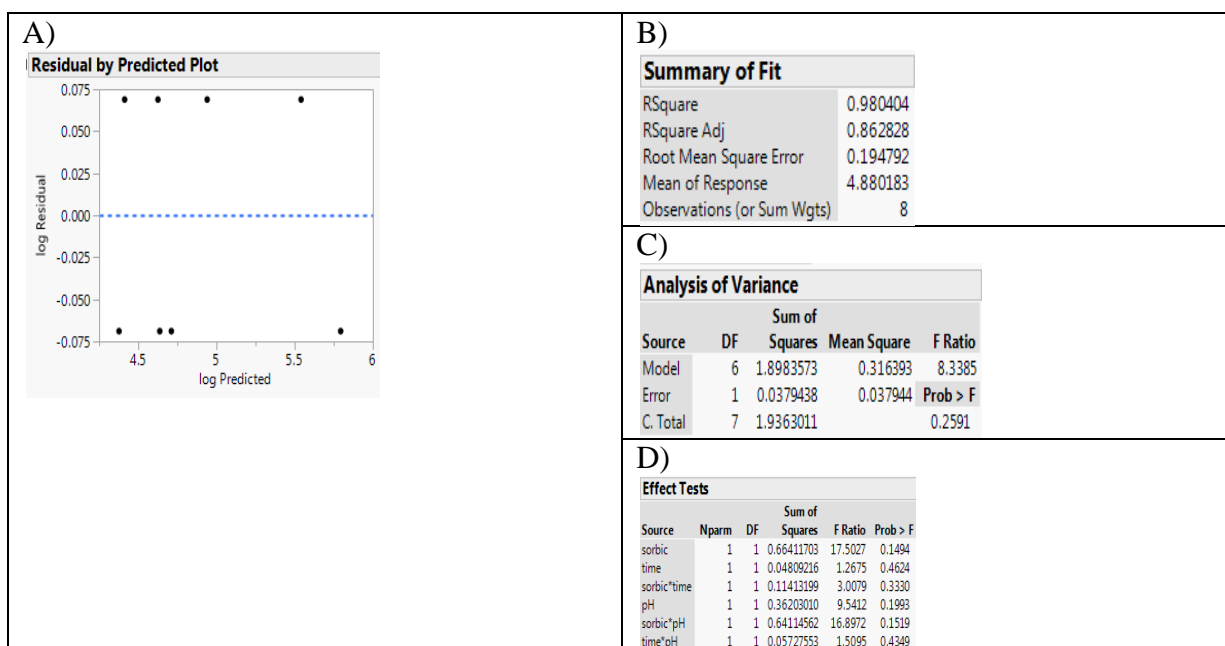 A)
Residual by Predicted Plot
0.075
0.050
0.025
0.000
-0.025
-0.050
-0.075
log Residual
4.5 5 5.5 6
log Predicted
B)
Summary of Fit
RSquare 0.980404
RSquare Adj 0.862828
Root Mean Square Error 0.194792
Mean of Response 4.880183
Observations (or Sum Wgts) 8
C)
Analysis of Variance
Sum of
Source DF Squares Mean Square F Ratio
Model 6 1.8983573 0.316393 8.3385
Error 1 0.0379438 0.037944 Prob > F
C. Total 7 1.9363011 0.2591
D)
Effect Tests
Sum of
Source Nparm DF Squares F Ratio Prob > F
sorbic 1 1 0.66411703 17.5027 0.1494
time 1 1 0.04809216 1.2675 0.4624
sorbic*time 1 1 0.11413199 3.0079 0.3330
pH 1 1 0.36203010 9.5412 0.1993
sorbic*pH 1 1 0.64114562 16.8972 0.1519
time*pH 1 1 0.05727553 1.5095 0.4349